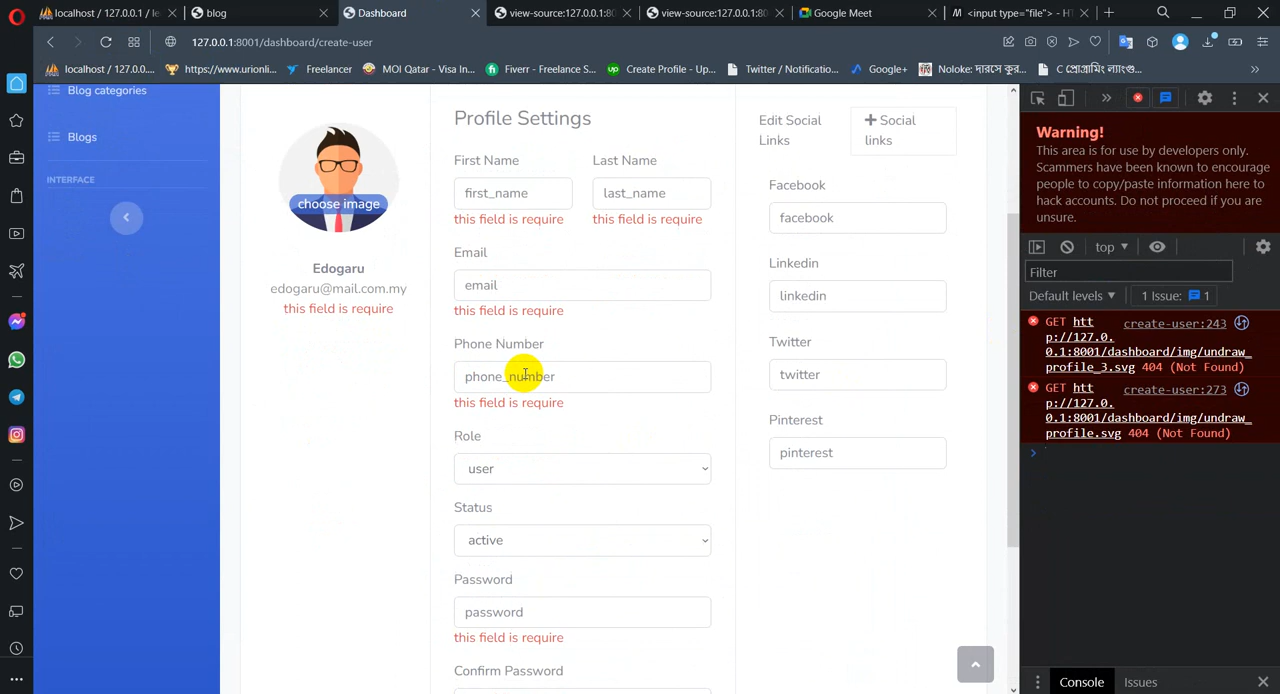 localhost / 127.0.0.1 / le
blog
Dashboard
view-source:127.0.0.1:80
view-source:127.0.0.1:80
Google Meet
<input type="file"> - HT
127.0.0.1:8001/dashboard/create-user
localhost / 127.0.0....
https://www.urionli...
Freelancer
MOI Qatar - Visa In...
Fiverr - Freelance S...
Create Profile - Up...
Twitter / Notificatio...
Google+
Noloke: দারসে কুর...
C প্রোগ্রামিং ল্যাংগু...
Blog categories
Blogs
INTERFACE
choose image
Edogaru
edogaru@mail.com.my
this field is require
Profile Settings
First Name
Last Name
first_name
last_name
this field is require
this field is require
Email
email
this field is require
Phone Number
phone_number
this field is require
Role
user
Status
active
Password
password
this field is require
Confirm Password
Edit Social
Links
Social
links
Facebook
facebook
Linkedin
linkedin
Twitter
twitter
Pinterest
pinterest
Warning!
This area is for use by developers only.
Scammers have been known to encourage
people to copy/paste information here to
hack accounts. Do not proceed if you are
unsure.
top
Filter
Default levels
1 Issue: 1
GET htt create-user:243
p://127.0.
0.1:8001/dashboard/img/undraw_
profile_3.svg 404 (Not Found)
GET htt create-user:273
p://127.0.
0.1:8001/dashboard/img/undraw_
profile.svg 404 (Not Found)
Console
Issues